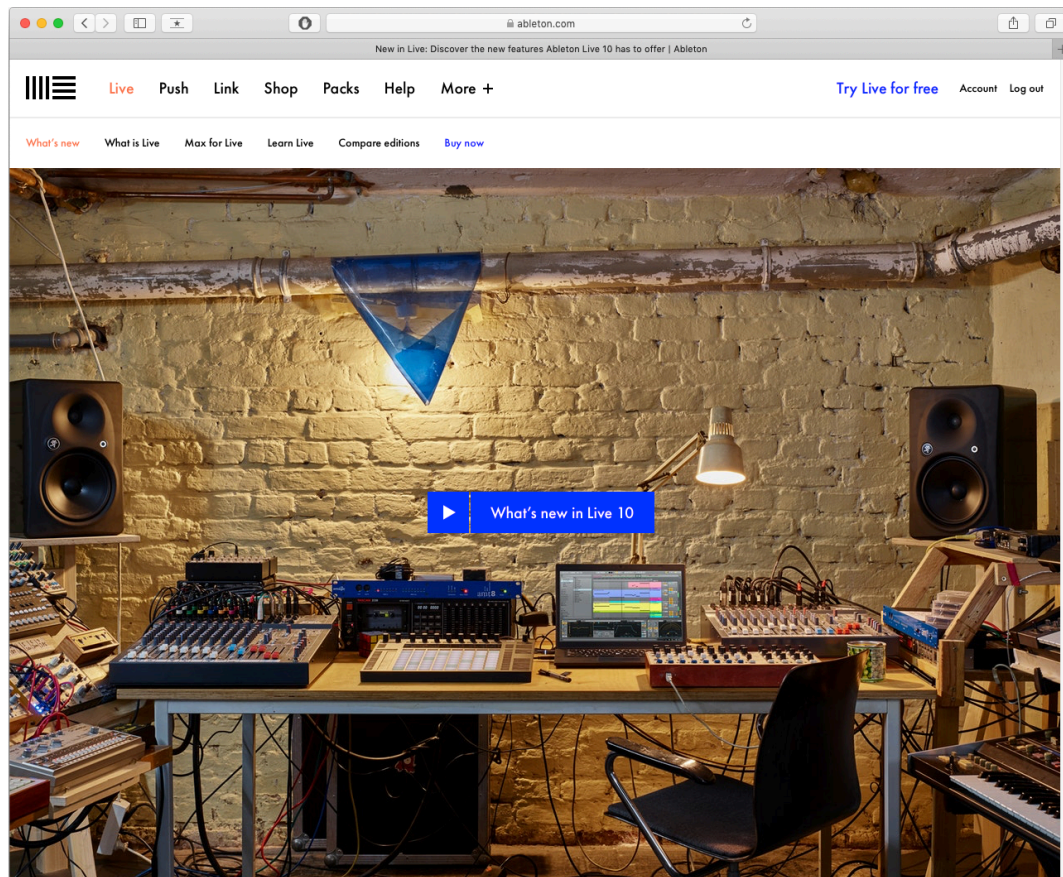 ableton.com
New in Live: Discover the new features Ableton Live 10 has to offer | Ableton
Live Push Link Shop Packs Help More + Try Live for free Account Log out
What's new What is Live Max for Live Learn Live Compare editions Buy now
What's new in Live 10